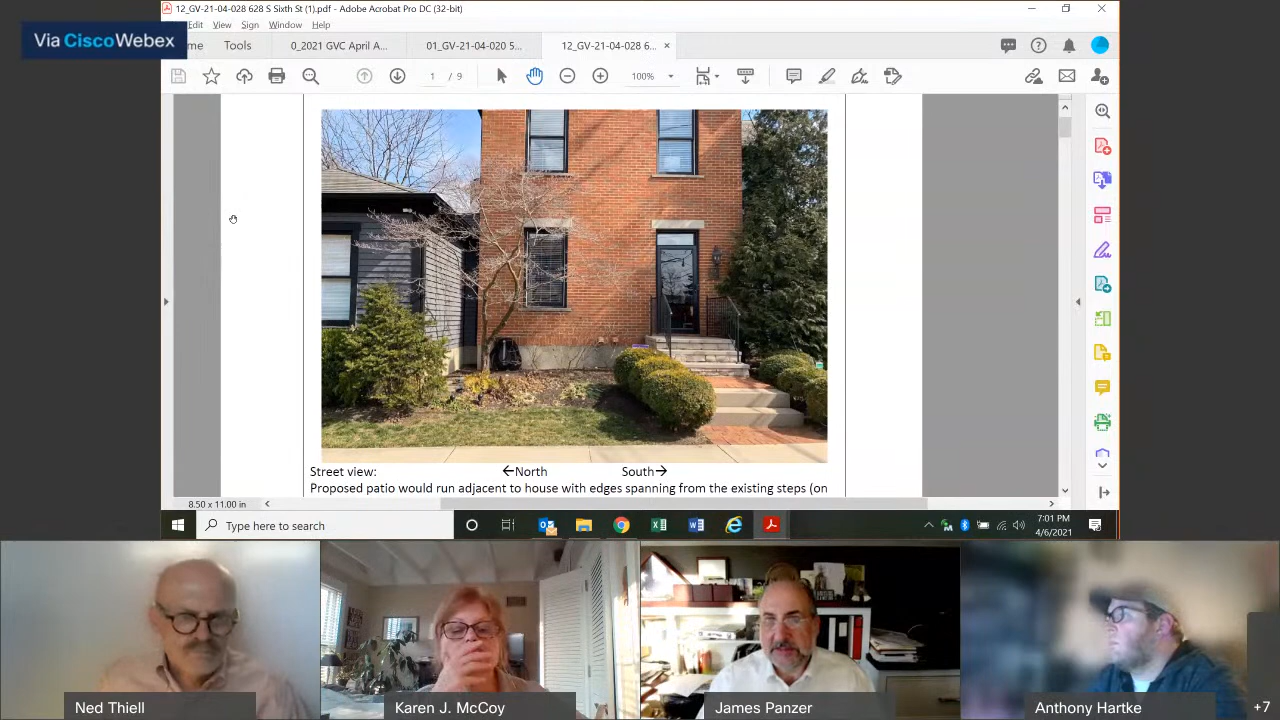 12_GV-21-04-028 628 S Sixth St (1).pdf - Adobe Acrobat Pro DC (32-bit)
Via Cisco Webex
Edit View Sign Window Help
me Tools 0_2021 GVC April A... 01_GV-21-04-020 S... 12_GV-21-04-028 6... ×
1 / 9 100%
Street view: ←North South→
Proposed patio would run adjacent to house with edges spanning from the existing steps (on
8.50 x 11.00 in
Type here to search
7:01 PM
4/6/2021
Ned Thiell
Karen J. McCoy
James Panzer
Anthony Hartke
+7